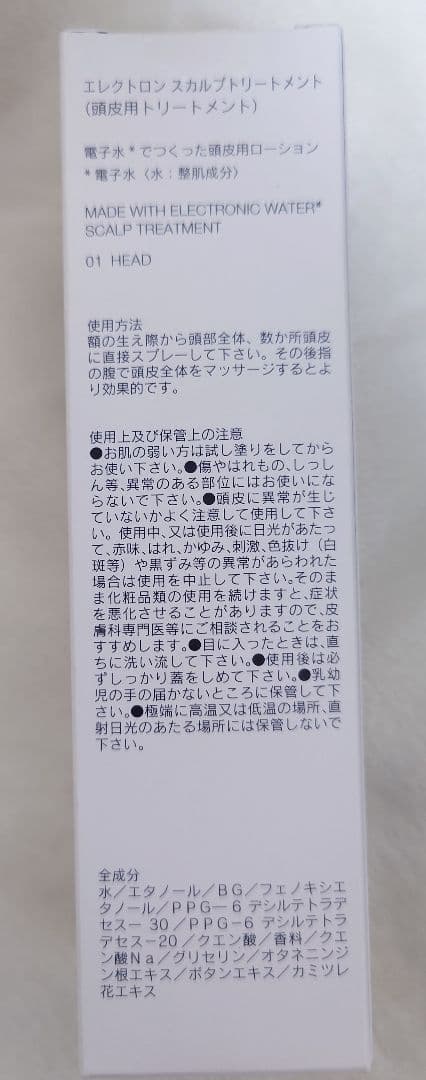 エレクトロン スカルプトリートメント
（頭皮用トリートメント）
電子水＊でつくった頭皮用ローション
＊電子水〈水：整肌成分〉
MADE WITH ELECTRONIC WATER*
SCALP TREATMENT
01 HEAD
使用方法
額の生え際から頭部全体、数か所頭皮
に直接スプレーして下さい。その後指
の腹で頭皮全体をマッサージするとよ
り効果的です。
使用上及び保管上の注意
●お肌の弱い方は試し塗りをしてから
お使い下さい。●傷やはれもの、しっし
ん等、異常のある部位にはお使いにな
らないで下さい。●頭皮に異常が生じ
ていないかよく注意して使用して下さ
い。使用中、又は使用後に日光があたっ
て、赤味、はれ、かゆみ、刺激、色抜け（白
斑等）や黒ずみ等の異常があらわれた
場合は使用を中止して下さい。そのま
ま化粧品類の使用を続けますと、症状
を悪化させることがありますので、皮
膚科専門医等にご相談されることをお
すすめします。●目に入ったときは、直
ちに洗い流して下さい。●使用後は必
ずしっかり蓋をしめて下さい。●乳幼
児の手の届かないところに保管して下
さい。●極端に高温又は低温の場所、直
射日光のあたる場所には保管しないで
下さい。
全成分
水／エタノール／ＢＧ／フェノキシエ
タノール／ＰＰＧ−６ デシルテトラデ
セス−30／ＰＰＧ−６ デシルテトラ
デセス−20／クエン酸／香料／クエ
ン酸Ｎａ／グリセリン／オタネニンジ
ン根エキス／ボタンエキス／カミツレ
花エキス